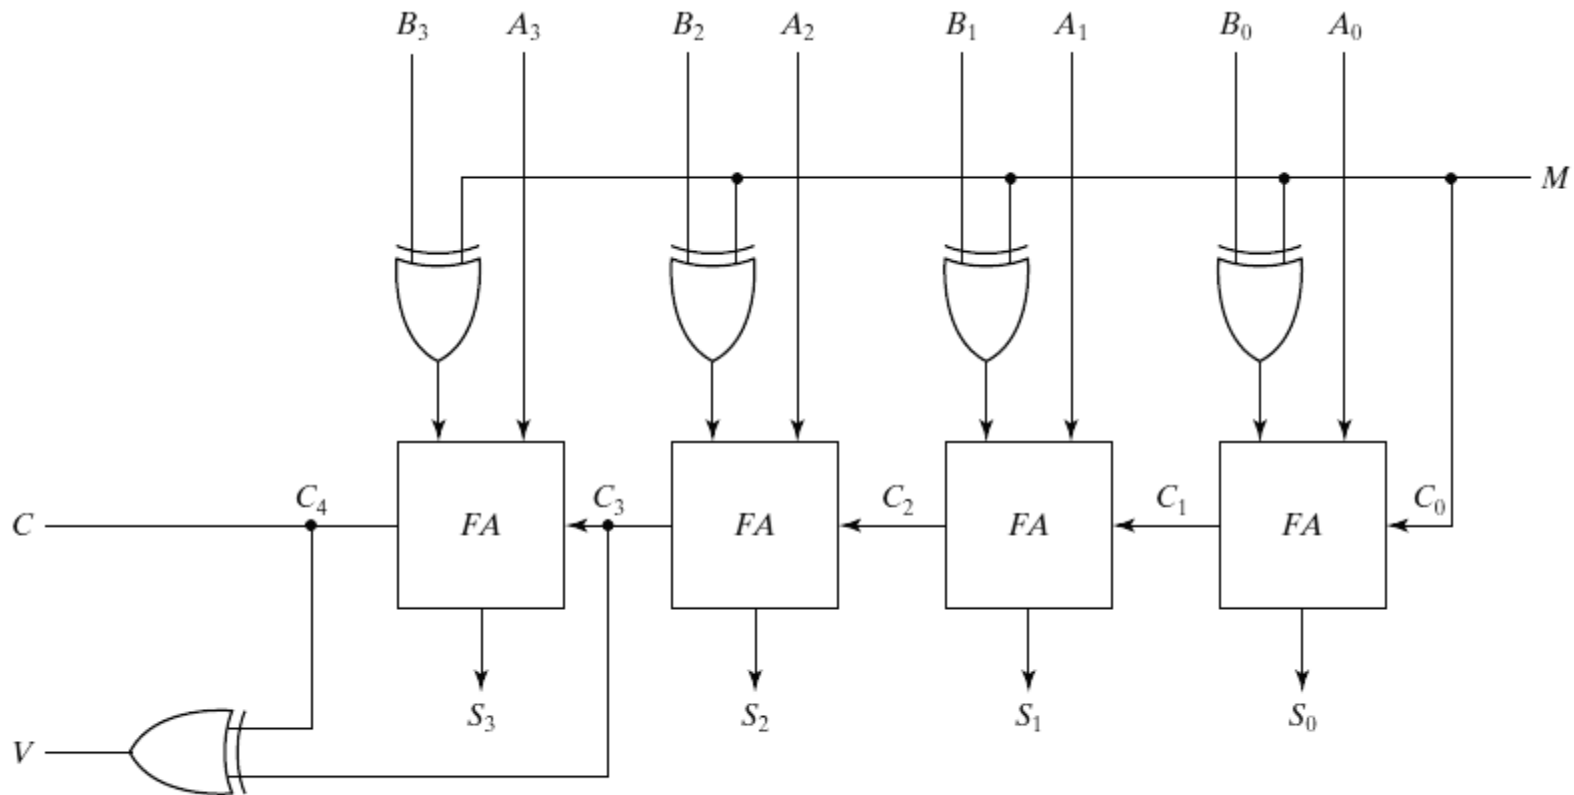 B₃ A₃ B₂ A₂ B₁ A₁ B₀ A₀
M
C C₄ FA C₃ FA C₂ FA C₁ FA C₀
S₃ S₂ S₁ S₀
V